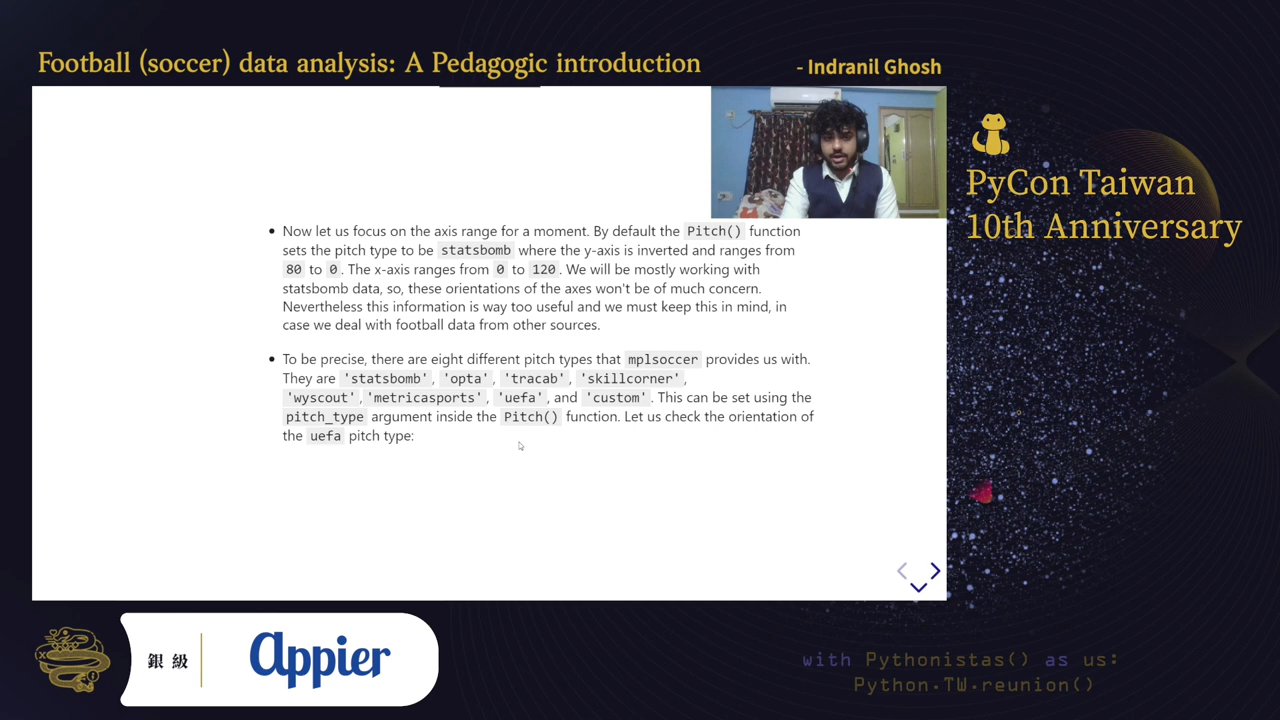 Football (soccer) data analysis: A Pedagogic introduction
- Indranil Ghosh
PyCon Taiwan
10th Anniversary
Now let us focus on the axis range for a moment. By default the Pitch() function
sets the pitch type to be statsbomb where the y-axis is inverted and ranges from
80 to 0. The x-axis ranges from 0 to 120. We will be mostly working with
statsbomb data, so, these orientations of the axes won't be of much concern.
Nevertheless this information is way too useful and we must keep this in mind, in
case we deal with football data from other sources.
To be precise, there are eight different pitch types that mplsoccer provides us with.
They are 'statsbomb', 'opta', 'tracab', 'skillcorner',
'wyscout', 'metricasports', 'uefa', and 'custom'. This can be set using the
pitch_type argument inside the Pitch() function. Let us check the orientation of
the uefa pitch type:
銀級
Appier
with Pythonistas() as us:
Python.TW.reunion()